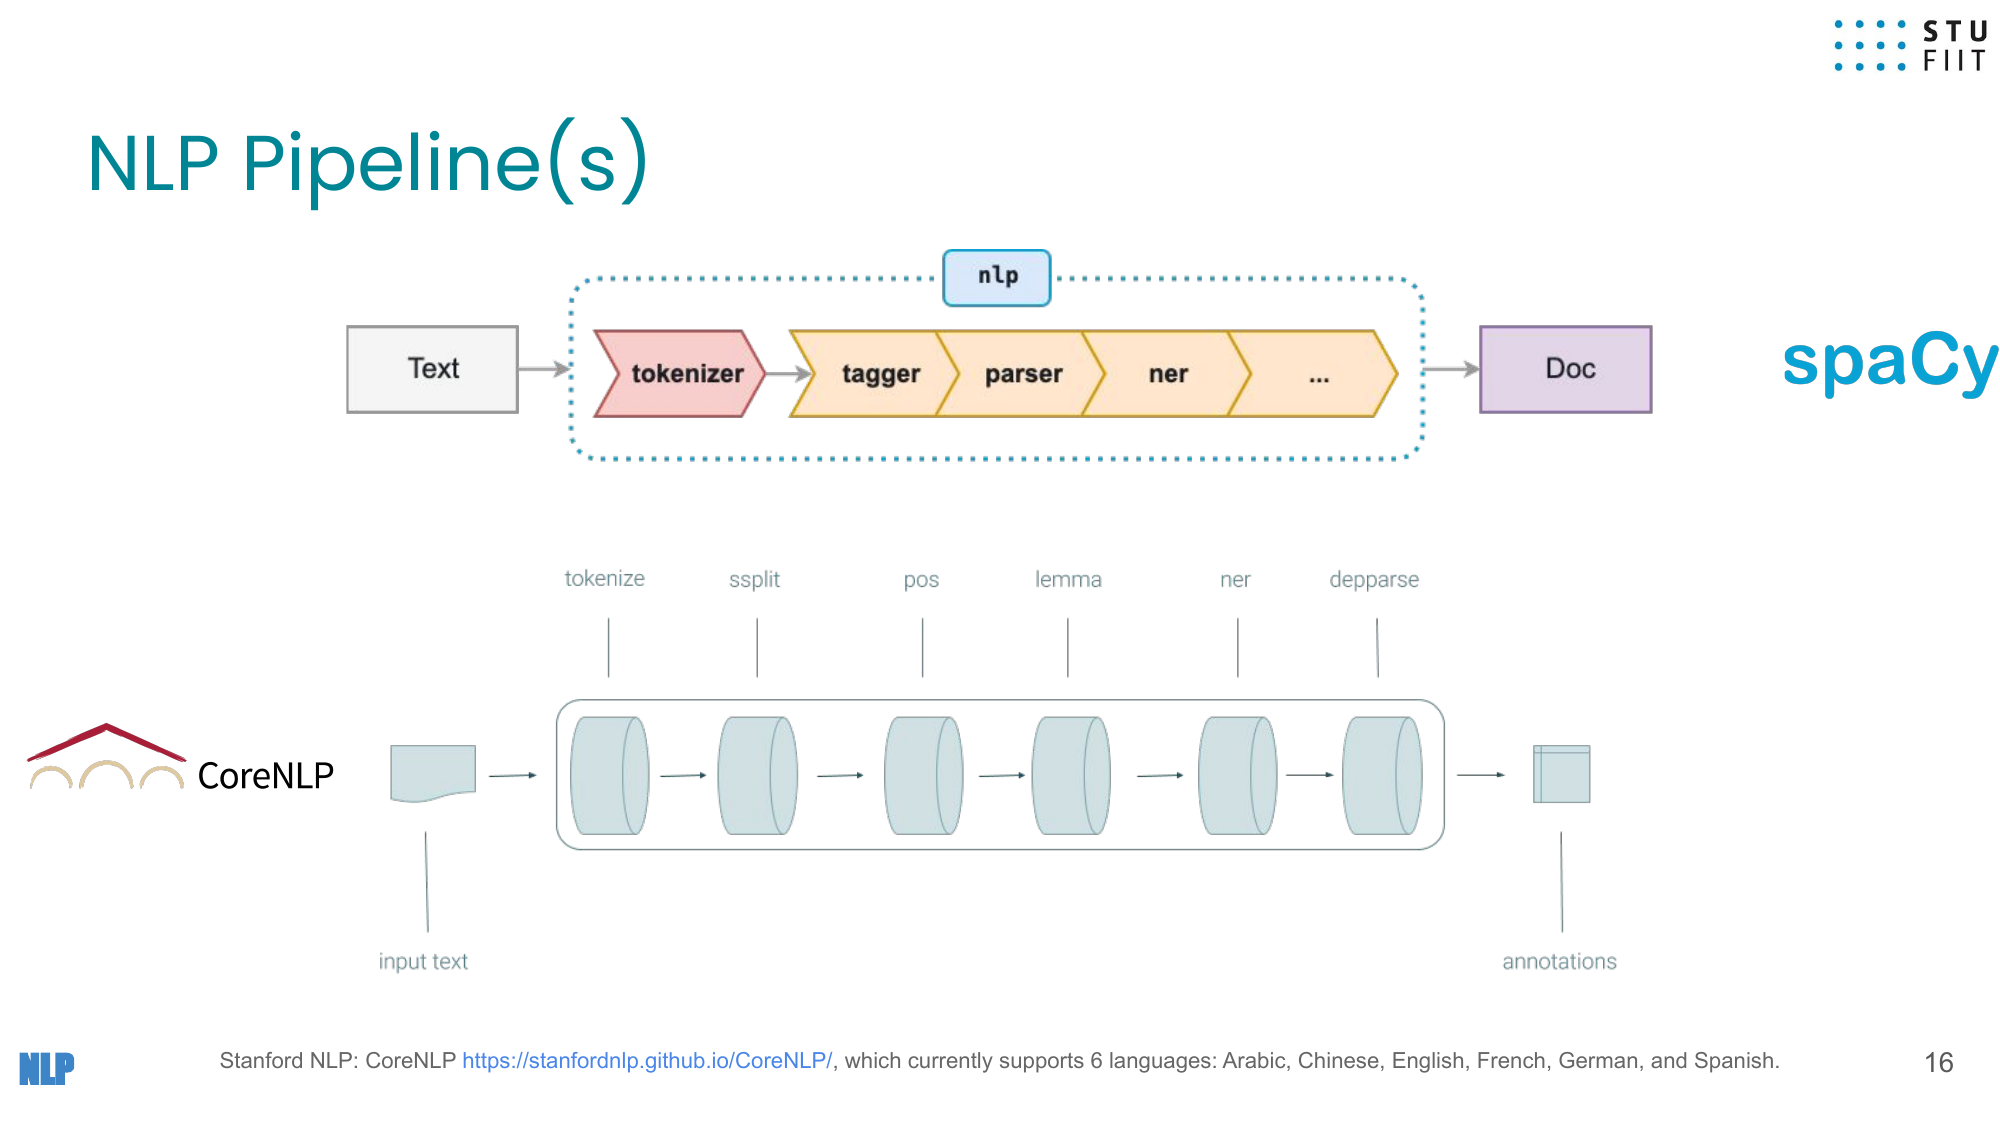 STU
FIIT
NLP Pipeline(s)
nlp
Text
tokenizer
tagger
parser
ner
...
Doc
spaCy
tokenize
ssplit
pos
lemma
ner
depparse
CoreNLP
input text
annotations
NLP
Stanford NLP: CoreNLP https://stanfordnlp.github.io/CoreNLP/, which currently supports 6 languages: Arabic, Chinese, English, French, German, and Spanish.
16